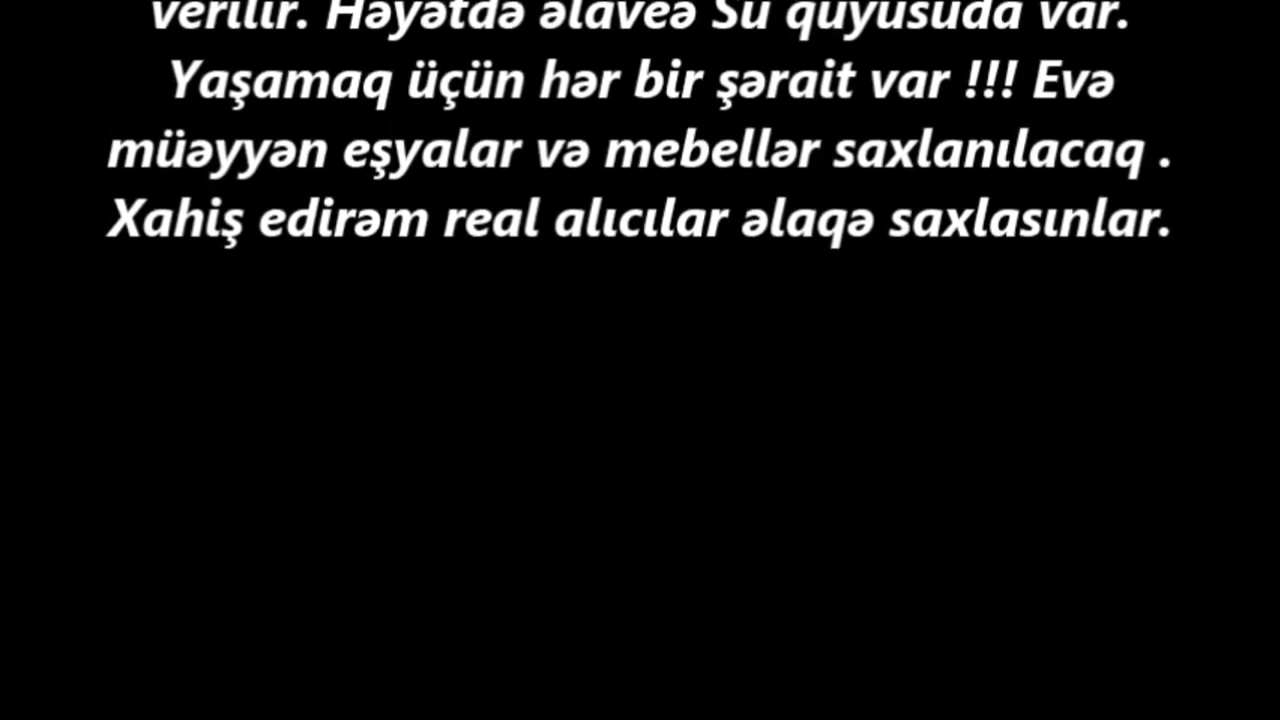 verilir. Həyətdə əlaveə Su quyusuda var.
Yaşamaq üçün hər bir şərait var !!! Evə
müəyyən eşyalar və mebellər saxlanılacaq .
Xahiş edirəm real alıcılar əlaqə saxlasınlar.